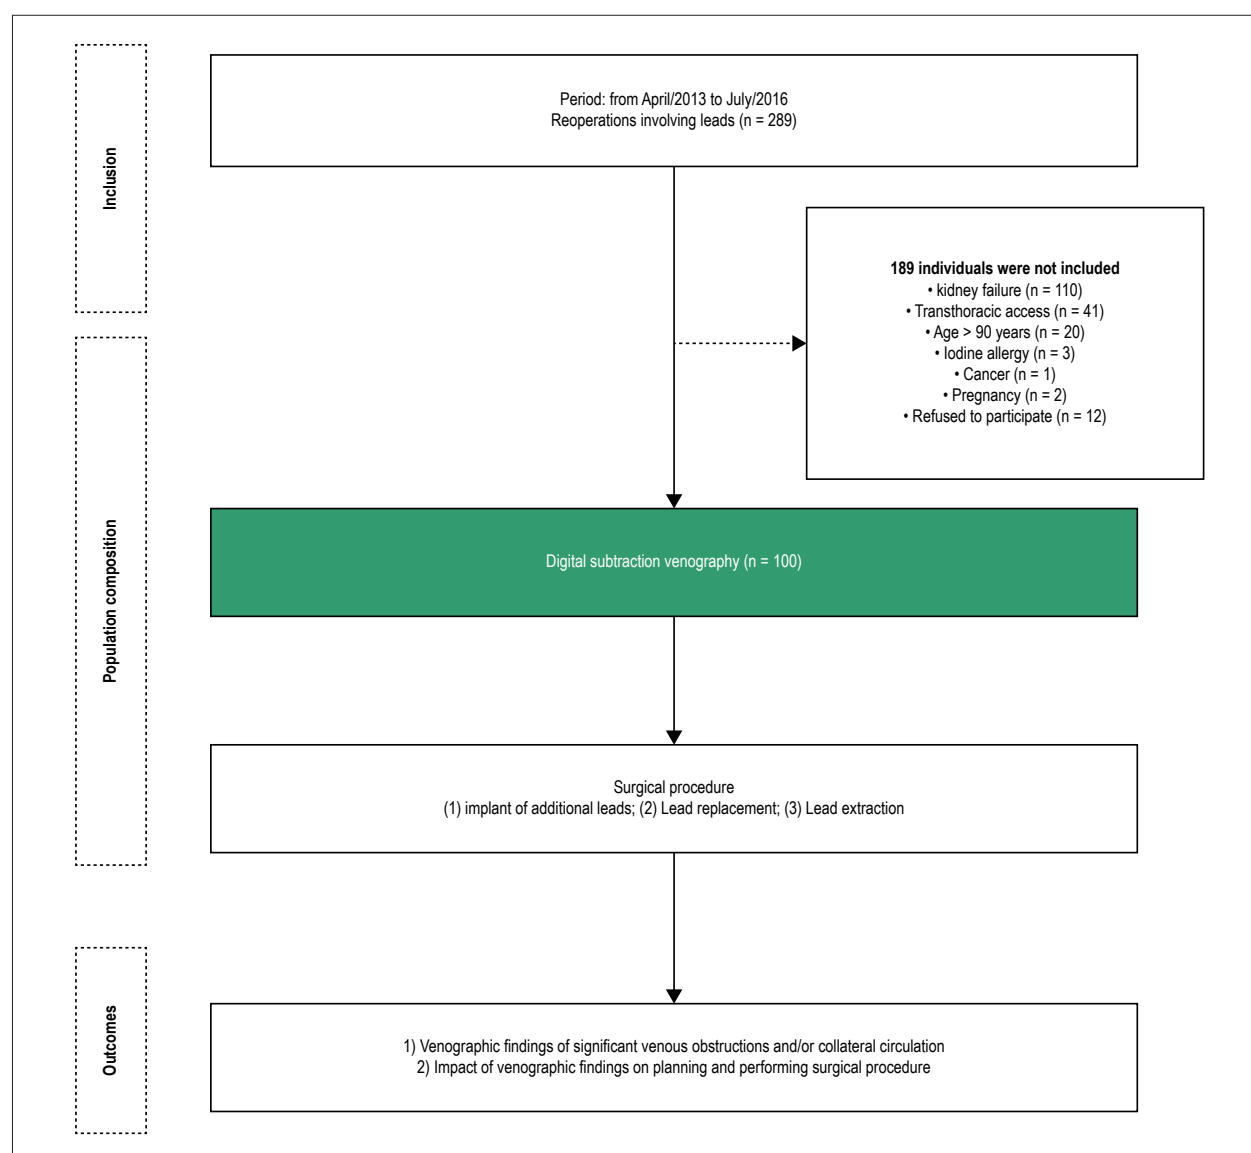 Inclusion
Period: from April/2013 to July/2016
Reoperations involving leads (n = 289)
189 individuals were not included
• kidney failure (n = 110)
• Transthoracic access (n = 41)
• Age > 90 years (n = 20)
• Iodine allergy (n = 3)
• Cancer (n = 1)
• Pregnancy (n = 2)
• Refused to participate (n = 12)
Population composition
Digital subtraction venography (n = 100)
Surgical procedure
(1) implant of additional leads; (2) Lead replacement; (3) Lead extraction
Outcomes
1) Venographic findings of significant venous obstructions and/or collateral circulation
2) Impact of venographic findings on planning and performing surgical procedure